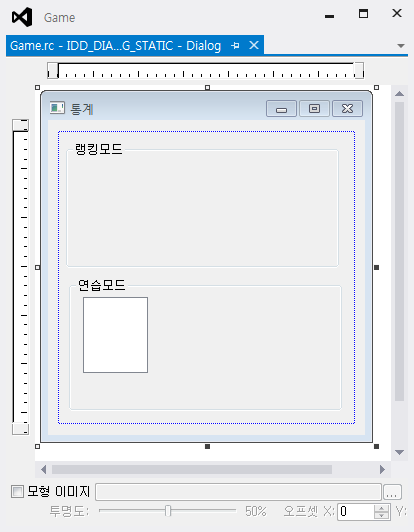 Game
Game.rc - IDD_DIA...G_STATIC - Dialog
통계
랭킹모드
연습모드
모형 이미지
...
투명도: 50% 오프셋 X: 0 Y: